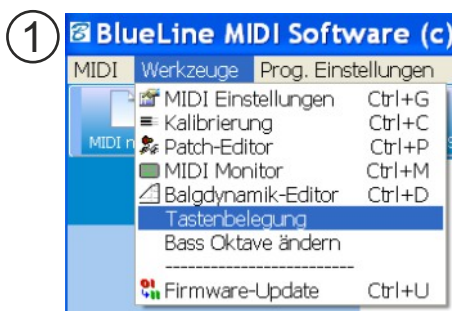 1
BlueLine MIDI Software (c)
MIDI Werkzeuge Prog. Einstellungen
MIDI n
MIDI Einstellungen Ctrl+G
Kalibrierung Ctrl+C
Patch-Editor Ctrl+P
MIDI Monitor Ctrl+M
Balgdynamik-Editor Ctrl+D
Tastenbelegung
Bass Oktave ändern
------------------------
Firmware-Update Ctrl+U